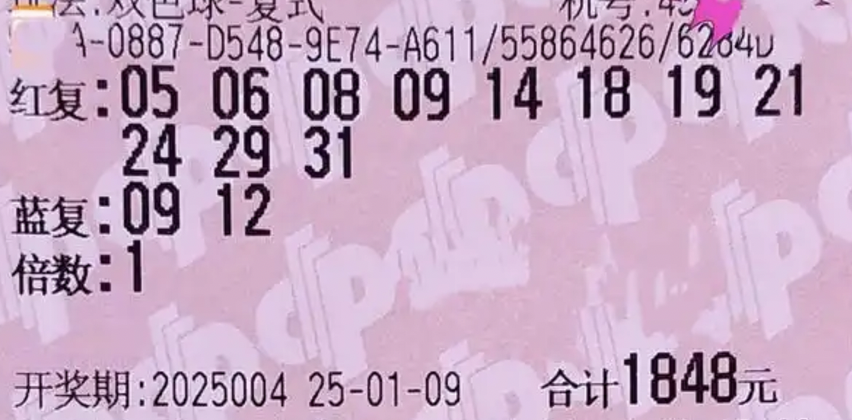 双色球-复式 机号:
A-0887-D548-9E74-A611/55864626/
红复:05 06 08 09 14 18 19 21
24 29 31
蓝复:09 12
倍数:1
开奖期:2025004 25-01-09 合计1848元